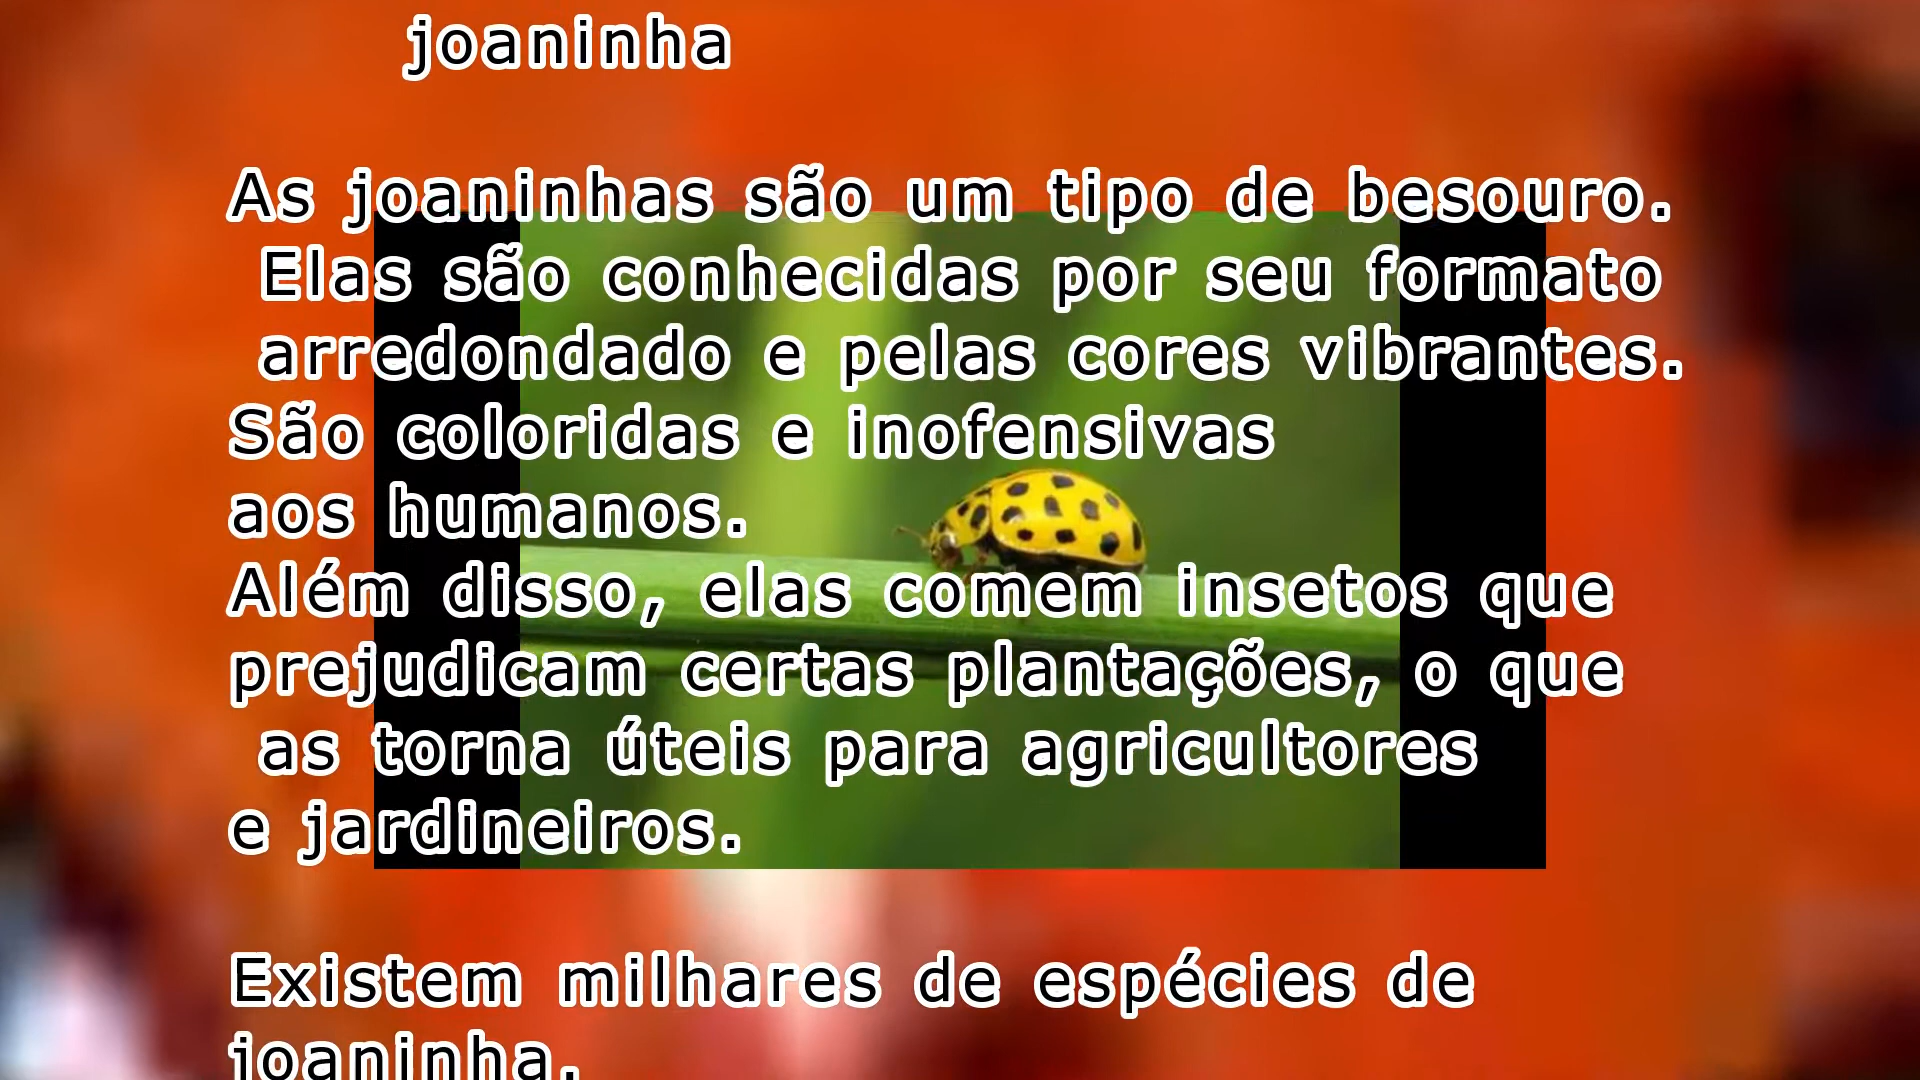 joaninha
As joaninhas são um tipo de besouro.
Elas são conhecidas por seu formato
arredondado e pelas cores vibrantes.
São coloridas e inofensivas
aos humanos.
Além disso, elas comem insetos que
prejudicam certas plantações, o que
as torna úteis para agricultores
e jardineiros.
Existem milhares de espécies de
joaninha.